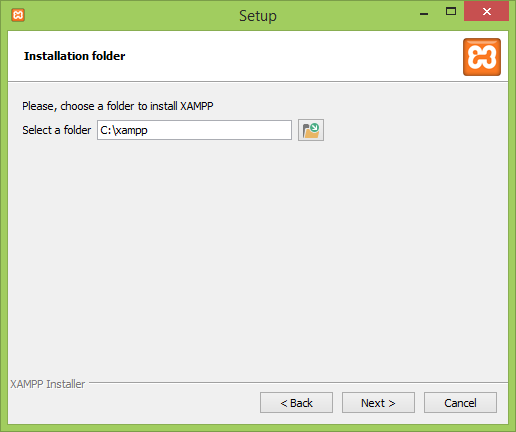 Setup
Installation folder
Please, choose a folder to install XAMPP
Select a folder C:\xampp
XAMPP Installer
< Back Next > Cancel